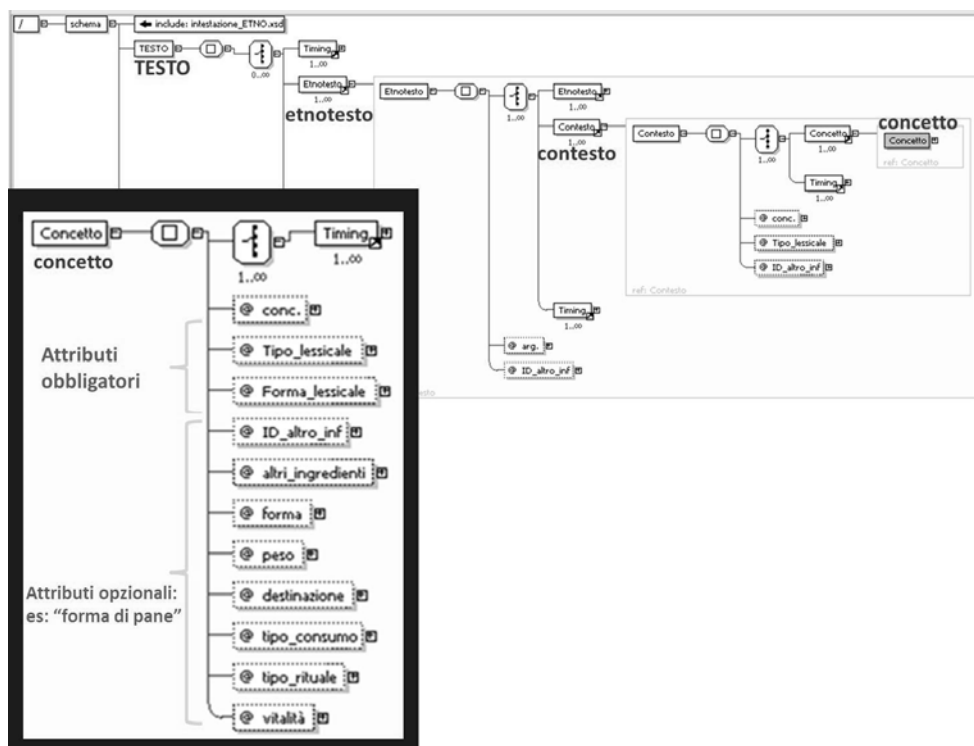 /
schema
include: intestazione_ETNO.xsd
TESTO
TESTO
0..∞
Timing
1..∞
Etnotesto
1..∞
etnotesto
Etnotesto
1..∞
Etnotesto
1..∞
Contesto
1..∞
contesto
Contesto
1..∞
Concetto
1..∞
concetto
Concetto
ref: Concetto
Timing
1..∞
@ conc.
@ Tipo_lessicale
@ ID_altro_inf
ref: Contesto
Timing
1..∞
@ arg.
@ ID_altro_inf
sto
Concetto
concetto
1..∞
Timing
1..∞
Attributi
obbligatori
@ conc.
@ Tipo_lessicale
@ Forma_lessicale
Attributi opzionali:
es: “forma di pane”
@ ID_altro_inf
@ altri_ingredienti
@ forma
@ peso
@ destinazione
@ tipo_consumo
@ tipo_rituale
@ vitalità